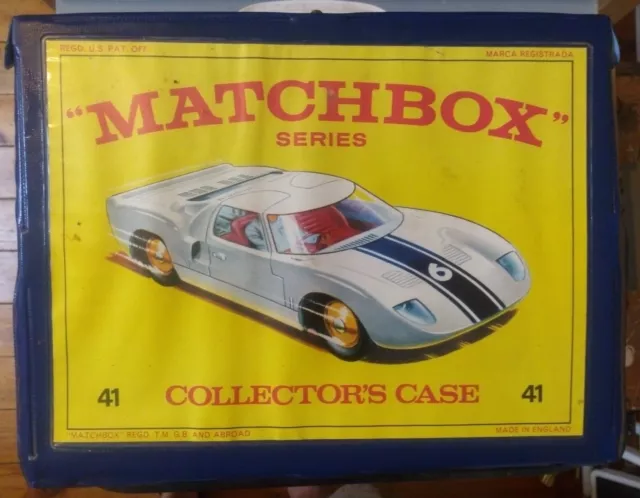 REGD. U.S. PAT. OFF.
MARCA REGISTRADA
"MATCHBOX"
SERIES
6
41
COLLECTOR'S CASE
41
"MATCHBOX" REGD. T.M. G.B. AND ABROAD
MADE IN ENGLAND